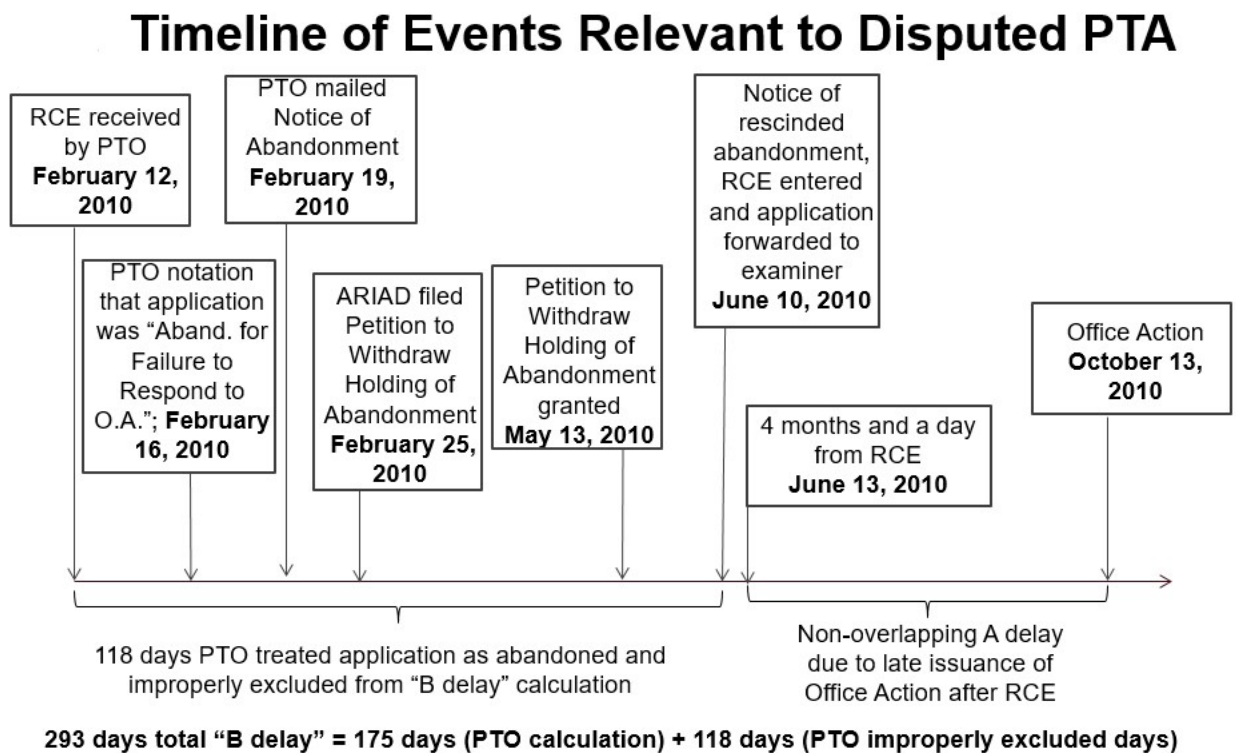 Timeline of Events Relevant to Disputed PTA
RCE received
by PTO
February 12,
2010
PTO mailed
Notice of
Abandonment
February 19,
2010
Notice of
rescinded
abandonment,
RCE entered
and application
forwarded to
examiner
June 10, 2010
PTO notation
that application
was “Aband. for
Failure to
Respond to
O.A.”; February
16, 2010
ARIAD filed
Petition to
Withdraw
Holding of
Abandonment
February 25,
2010
Petition to
Withdraw
Holding of
Abandonment
granted
May 13, 2010
Office Action
October 13,
2010
4 months and a day
from RCE
June 13, 2010
118 days PTO treated application as abandoned and
improperly excluded from “B delay” calculation
Non-overlapping A delay
due to late issuance of
Office Action after RCE
293 days total “B delay” = 175 days (PTO calculation) + 118 days (PTO improperly excluded days)